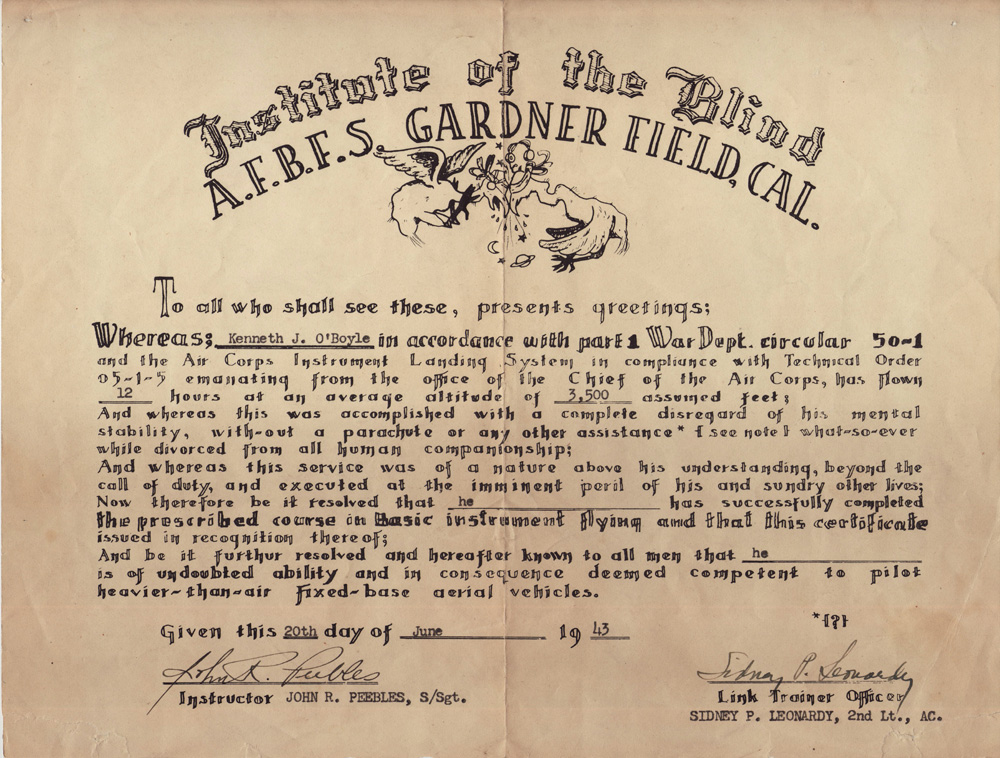 Institute of the Blind
A.F.B.F.S. GARDNER FIELD, CAL.
To all who shall see these, presents greetings;
Whereas; Kenneth J. O'Boyle in accordance with part 1 War Dept. circular 50-1
and the Air Corps Instrument Landing System in compliance with Technical Order
05-1-5 emanating from the office of the Chief of the Air Corps, has flown
12 hours at an average altitude of 3,500 assumed feet;
And whereas this was accomplished with a complete disregard of his mental
stability, with-out a parachute or any other assistance* [see note] what-so-ever
while divorced from all human companionship;
And whereas this service was of a nature above his understanding, beyond the
call of duty, and executed at the imminent peril of his and sundry other lives;
Now therefore be it resolved that he has successfully completed
the prescribed course in Basic instrument flying and that this certificate
issued in recognition thereof;
And be it furthur resolved and hereafter known to all men that he
is of undoubted ability and in consequence deemed competent to pilot
heavier-than-air fixed-base aerial vehicles.
*[?]
Given this 20th day of June 19 43
John R. Peebles
Sidney P. Leonardy
Instructor JOHN R. PEEBLES, S/Sgt.
Link Trainer Officer
SIDNEY P. LEONARDY, 2nd Lt., AC.